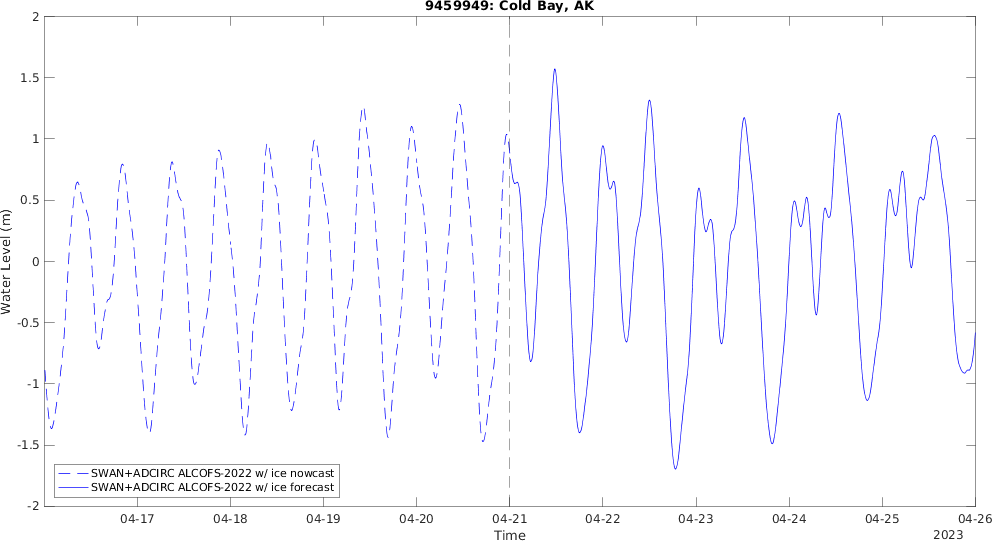 9459949: Cold Bay, AK
2
1.5
1
0.5
0
-0.5
-1
-1.5
-2
Water Level (m)
SWAN+ADCIRC ALCOFS-2022 w/ ice nowcast
SWAN+ADCIRC ALCOFS-2022 w/ ice forecast
04-17 04-18 04-19 04-20 04-21 04-22 04-23 04-24 04-25 04-26
Time
2023